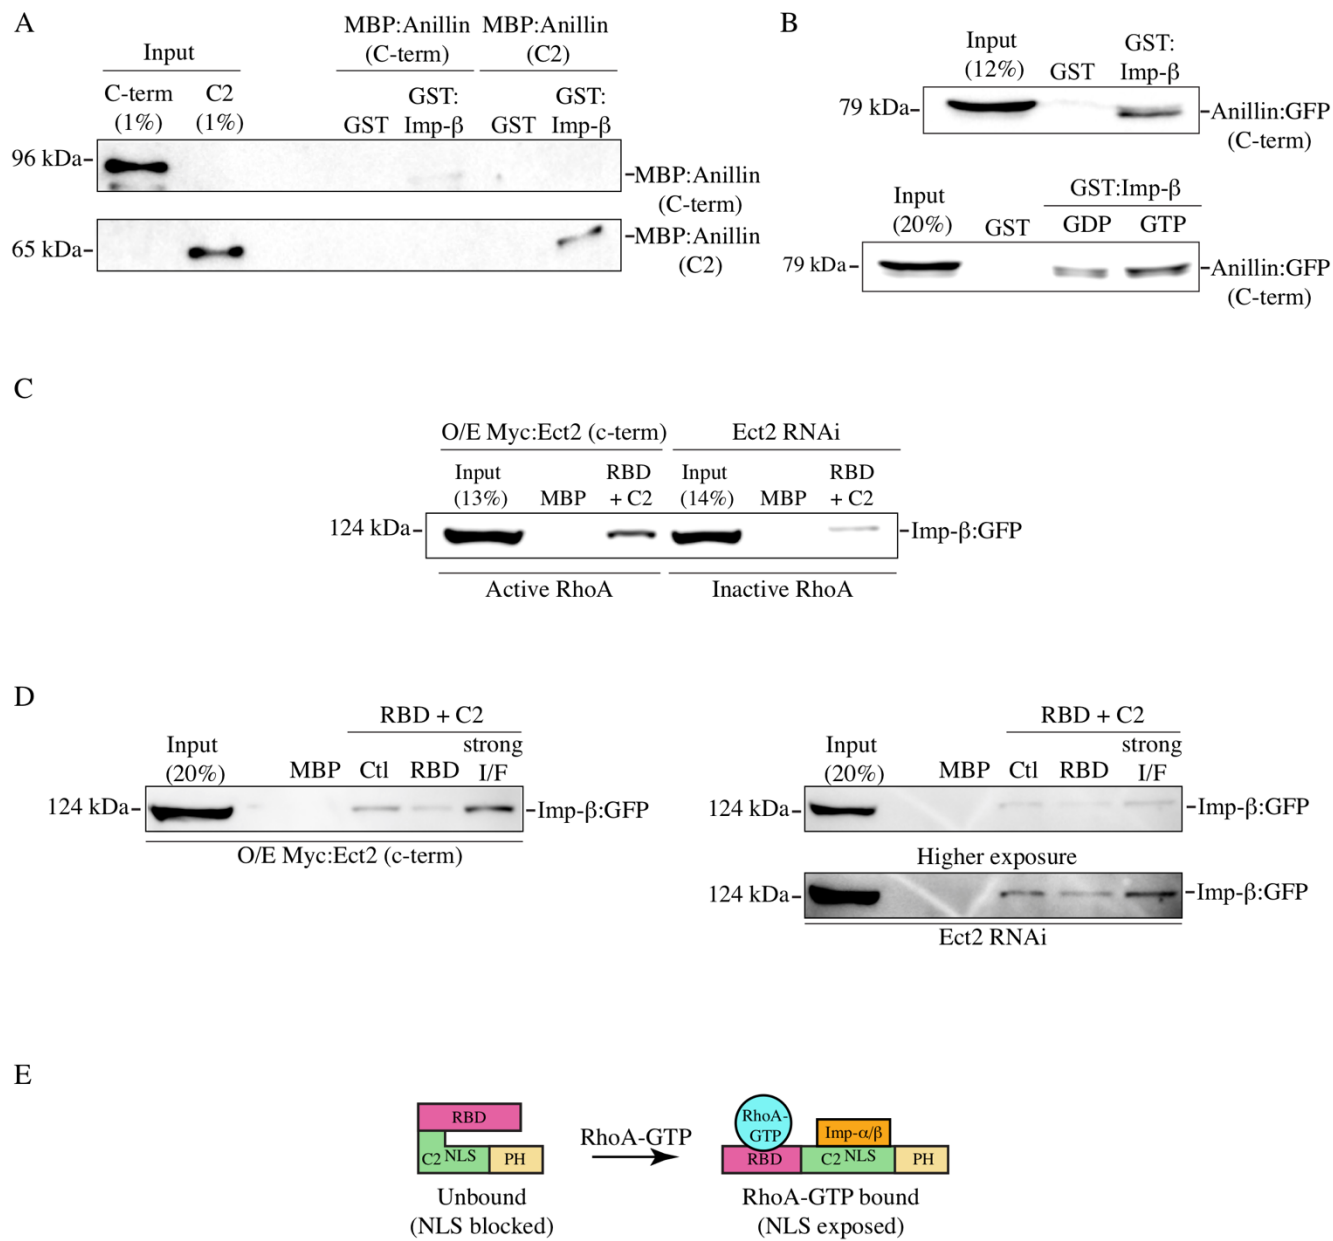 A
Input
MBP:Anillin
(C-term)
MBP:Anillin
(C2)
C-term
(1%)
C2
(1%)
GST
GST:
Imp-β
GST
GST:
Imp-β
96 kDa
MBP:Anillin
(C-term)
65 kDa
MBP:Anillin
(C2)
B
Input
(12%)
GST
GST:
Imp-β
79 kDa
Anillin:GFP
(C-term)
Input
(20%)
GST
GST:Imp-β
GDP
GTP
79 kDa
Anillin:GFP
(C-term)
C
O/E Myc:Ect2 (c-term)
Ect2 RNAi
Input
(13%)
MBP
RBD
+ C2
Input
(14%)
MBP
RBD
+ C2
124 kDa
Imp-β:GFP
Active RhoA
Inactive RhoA
D
RBD + C2
Input
(20%)
MBP
Ctl
RBD
strong
I/F
124 kDa
Imp-β:GFP
O/E Myc:Ect2 (c-term)
RBD + C2
Input
(20%)
MBP
Ctl
RBD
strong
I/F
124 kDa
Imp-β:GFP
Higher exposure
124 kDa
Imp-β:GFP
Ect2 RNAi
E
RBD
C2 NLS
PH
Unbound
(NLS blocked)
RhoA-GTP
RhoA-
GTP
Imp-α/β
RBD
C2 NLS
PH
RhoA-GTP bound
(NLS exposed)